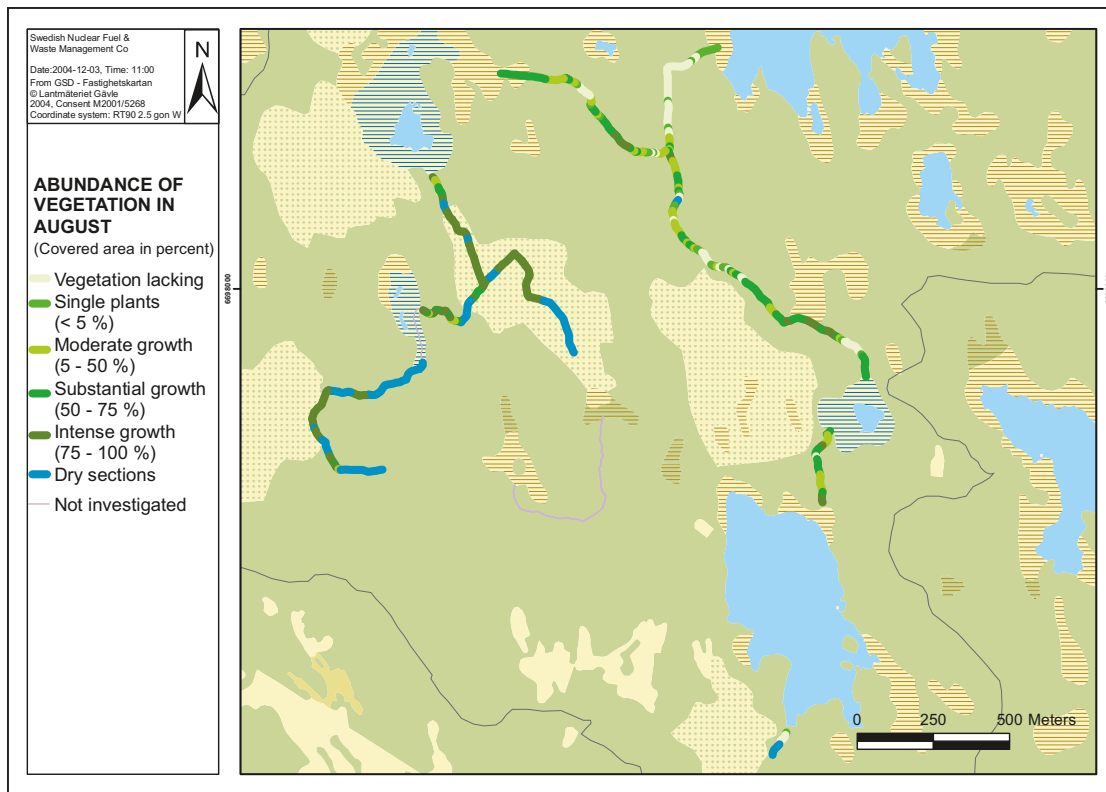 Swedish Nuclear Fuel &
Waste Management Co
Date:2004-12-03, Time: 11:00
From GSD - Fastighetskartan
© Lantmäteriet Gävle
2004, Consent M2001/5268
Coordinate system: RT90 2.5 gon W
N
ABUNDANCE OF
VEGETATION IN
AUGUST
(Covered area in percent)
Vegetation lacking
Single plants
(< 5 %)
Moderate growth
(5 - 50 %)
Substantial growth
(50 - 75 %)
Intense growth
(75 - 100 %)
Dry sections
Not investigated
6698000
0 250 500 Meters